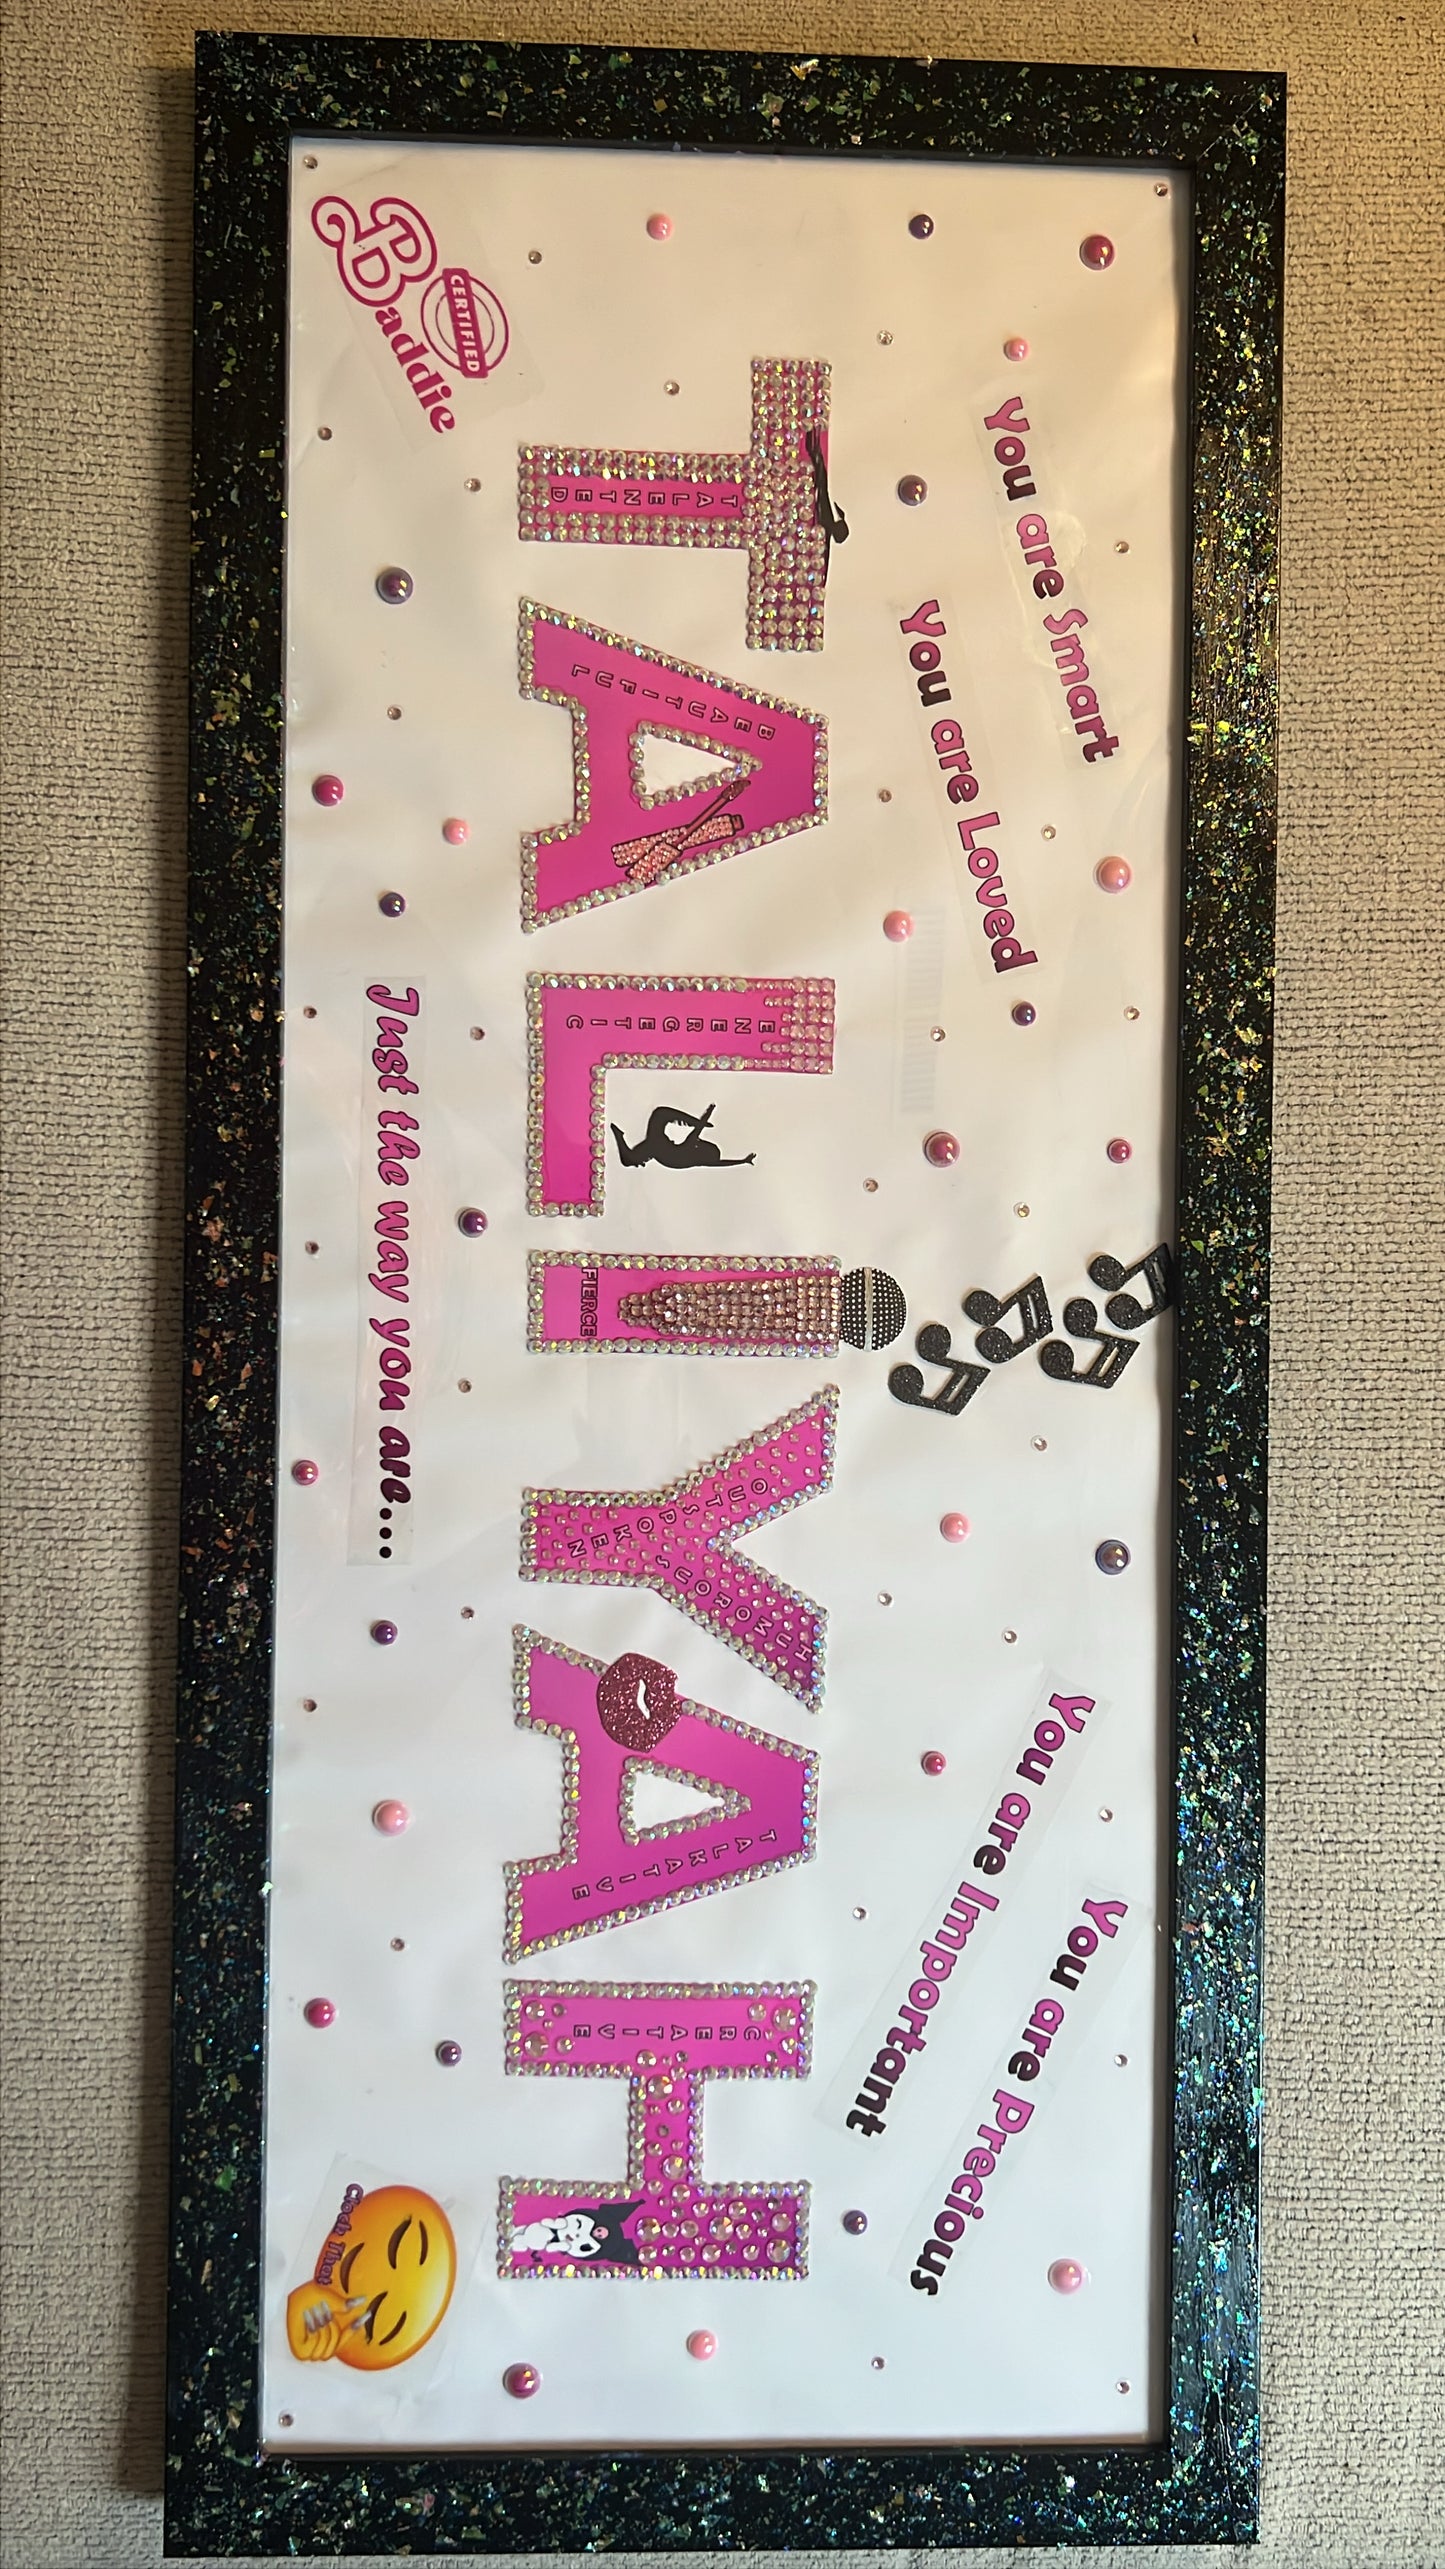 You are Smart
You are Loved
You are Important
You are Precious
TALIYAH
TALENTED
BEAUTIFUL
ENERGETIC
FIERCE
OUTSPOKEN
HUMOROUS
TALKATIVE
CREATIVE
CERTIFIED
Baddie
Just the way you are...
Clock That